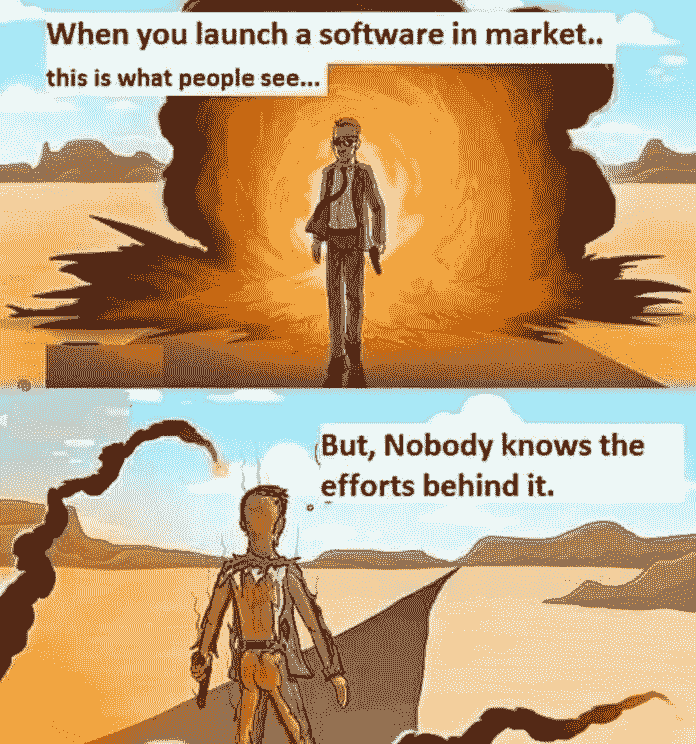 When you launch a software in market..
this is what people see...
But, Nobody knows the
efforts behind it.